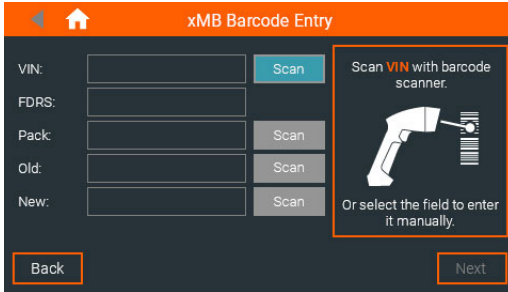 xMB Barcode Entry
VIN:
Scan
FDRS:
Pack:
Scan
Old:
Scan
New:
Scan
Scan VIN with barcode
scanner.
Or select the field to enter
it manually.
Back
Next